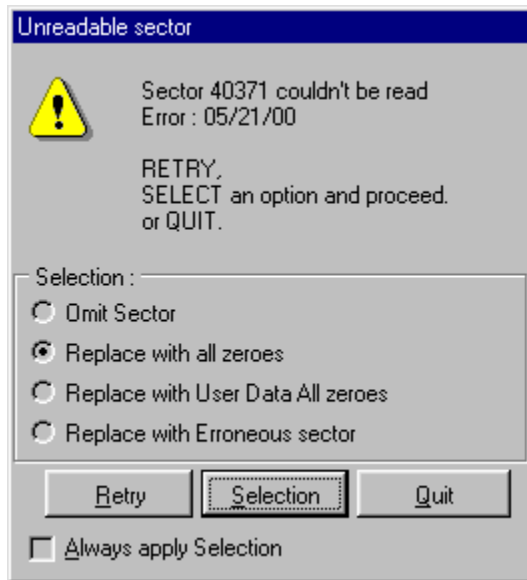 Unreadable sector
Sector 40371 couldn't be read
Error : 05/21/00
RETRY,
SELECT an option and proceed.
or QUIT.
Selection :
Omit Sector
Replace with all zeroes
Replace with User Data All zeroes
Replace with Erroneous sector
Retry Selection Quit
Always apply Selection